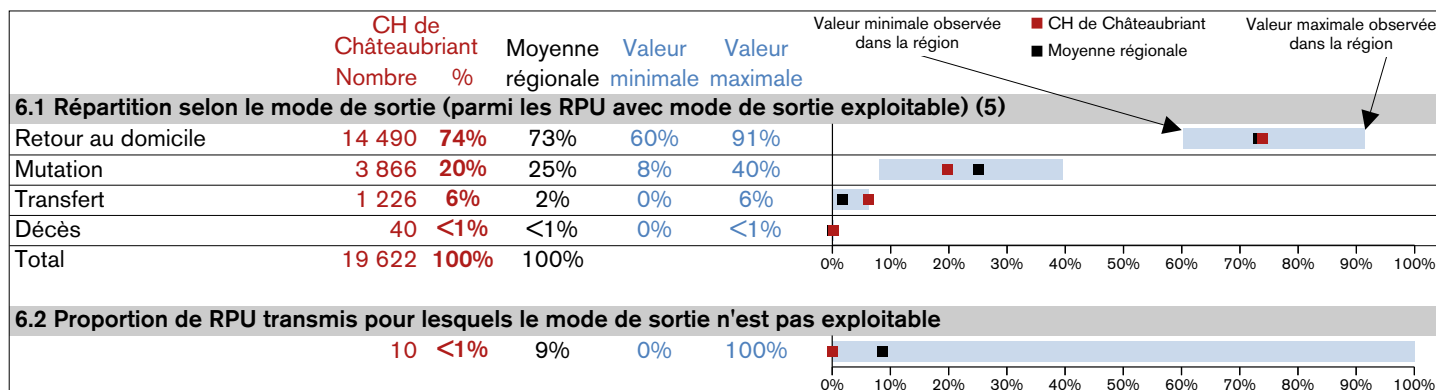 CH de Châteaubriant Moyenne régionale Valeur minimale Valeur maximale
Nombre %
Valeur minimale observée dans la région
CH de Châteaubriant
Moyenne régionale
Valeur maximale observée dans la région
6.1 Répartition selon le mode de sortie (parmi les RPU avec mode de sortie exploitable) (5)
Retour au domicile 14 490 74% 73% 60% 91%
Mutation 3 866 20% 25% 8% 40%
Transfert 1 226 6% 2% 0% 6%
Décès 40 <1% <1% 0% <1%
Total 19 622 100% 100%
0% 10% 20% 30% 40% 50% 60% 70% 80% 90% 100%
6.2 Proportion de RPU transmis pour lesquels le mode de sortie n'est pas exploitable
10 <1% 9% 0% 100%
0% 10% 20% 30% 40% 50% 60% 70% 80% 90% 100%